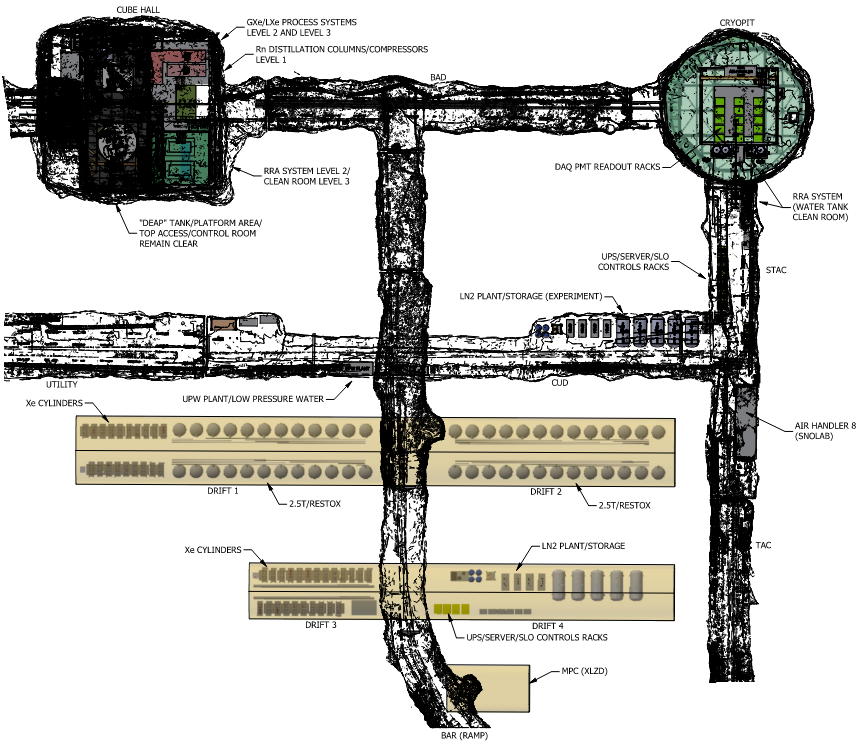 CUBE HALL
GXe/LXe PROCESS SYSTEMS
LEVEL 2 AND LEVEL 3
Rn DISTILLATION COLUMNS/COMPRESSORS
LEVEL 1
BAD
CRYOPIT
DAQ PMT READOUT RACKS
RRA SYSTEM LEVEL 2/
CLEAN ROOM LEVEL 3
RRA SYSTEM
(WATER TANK
CLEAN ROOM)
"DEAP" TANK/PLATFORM AREA/
TOP ACCESS/CONTROL ROOM
REMAIN CLEAR
UPS/SERVER/SLO
CONTROLS RACKS
STAC
LN2 PLANT/STORAGE (EXPERIMENT)
UTILITY
UPW PLANT/LOW PRESSURE WATER
CUD
Xe CYLINDERS
AIR HANDLER 8
(SNOLAB)
DRIFT 1
2.5T/RESTOX
DRIFT 2
2.5T/RESTOX
Xe CYLINDERS
LN2 PLANT/STORAGE
TAC
DRIFT 3
DRIFT 4
UPS/SERVER/SLO CONTROLS RACKS
MPC (XLZD)
BAR (RAMP)